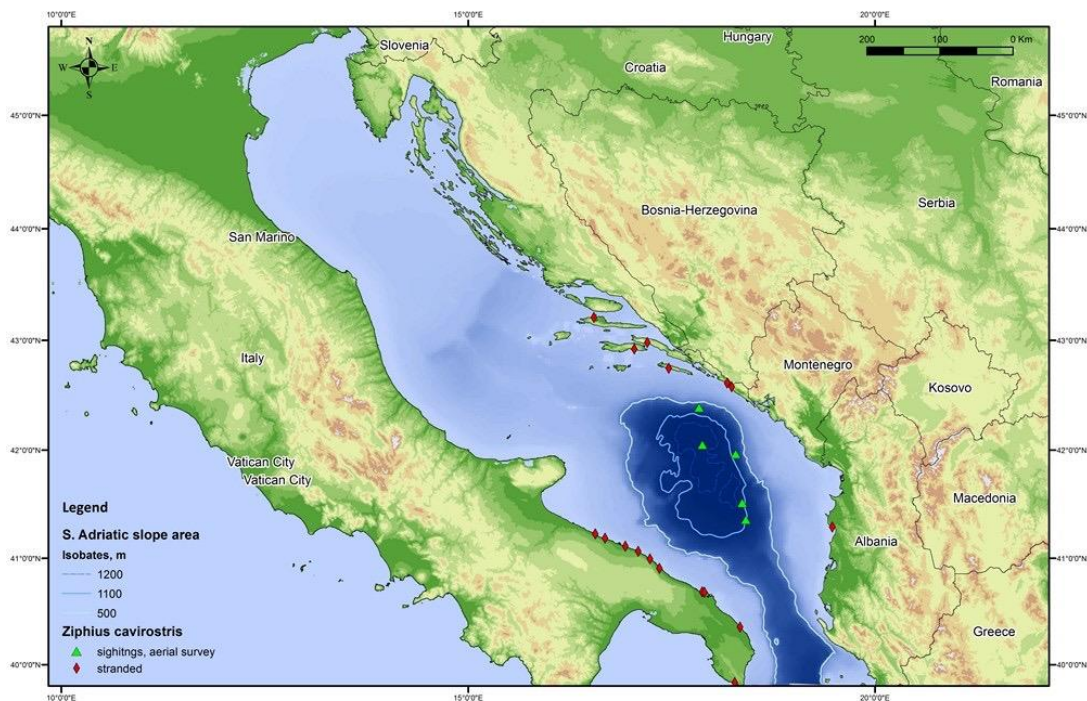 10°0'0"E 15°0'0"E 20°0'0"E
N
W E
S
200 100 0 Km
Slovenia
Hungary
Croatia
Romania
45°0'0"N 45°0'0"N
Bosnia-Herzegovina
Serbia
44°0'0"N 44°0'0"N
San Marino
43°0'0"N 43°0'0"N
Italy
Montenegro
Kosovo
42°0'0"N 42°0'0"N
Vatican City
Vatican City
Macedonia
Legend
S. Adriatic slope area
Isobates, m
1200
1100
500
Ziphius cavirostris
sighitngs, aerial survey
stranded
Albania
41°0'0"N 41°0'0"N
Greece
40°0'0"N 40°0'0"N
10°0'0"E 15°0'0"E 20°0'0"E